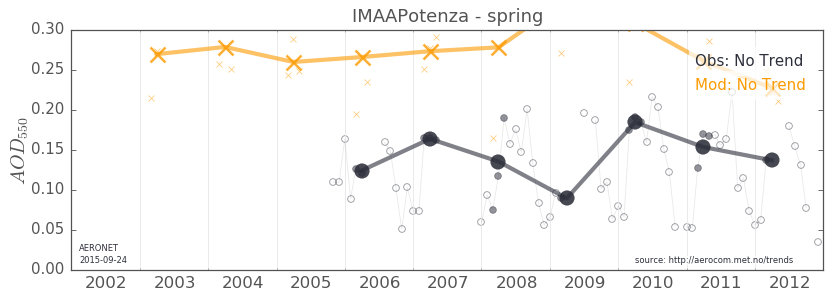 IMAAPotenza - spring
0.30
0.25
0.20
0.15
0.10
0.05
0.00
AOD550
Obs: No Trend
Mod: No Trend
AERONET
2015-09-24
source: http://aerocom.met.no/trends
2002 2003 2004 2005 2006 2007 2008 2009 2010 2011 2012